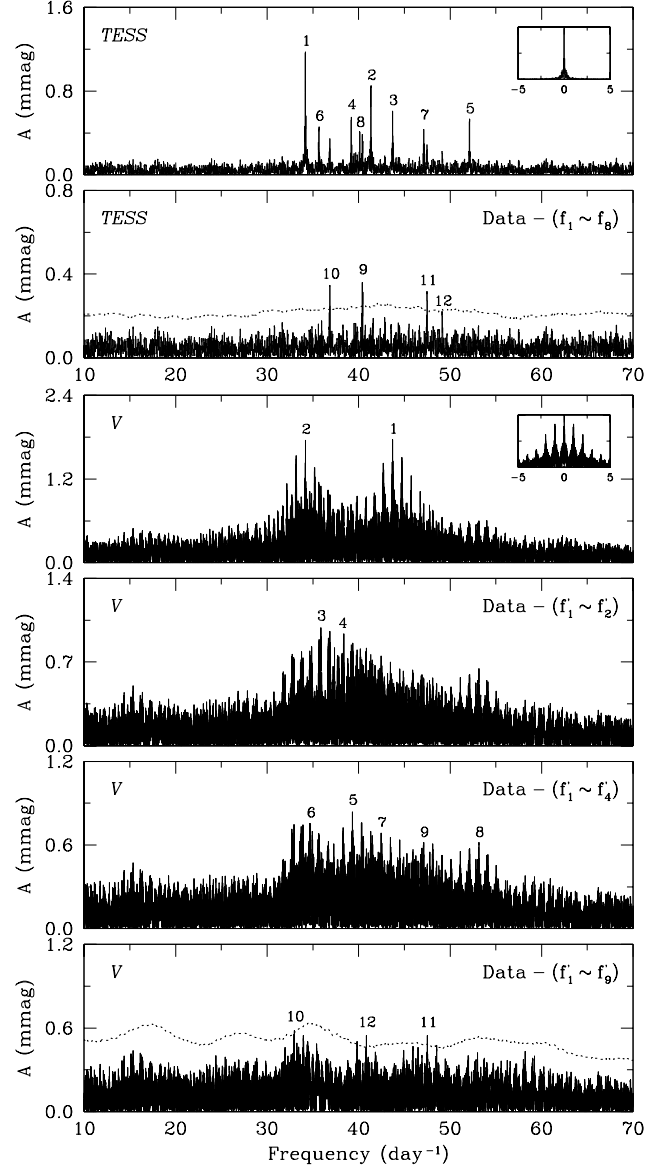 1.6
TESS
1
2
3
4
5
6
7
8
0.8
0.0
A (mmag)
-5 0 5
0.8
TESS
Data - (f1 ~ f8)
10
9
11
12
0.4
0.0
A (mmag)
10 20 30 40 50 60 70
2.4
V
2
1
1.2
0.0
A (mmag)
-5 0 5
1.4
V
Data - (f'1 ~ f'2)
3
4
0.7
0.0
A (mmag)
1.2
V
Data - (f'1 ~ f'4)
6
5
7
9
8
0.6
0.0
A (mmag)
1.2
V
Data - (f'1 ~ f'9)
10
12
11
0.6
0.0
A (mmag)
10 20 30 40 50 60 70
Frequency (day⁻¹)